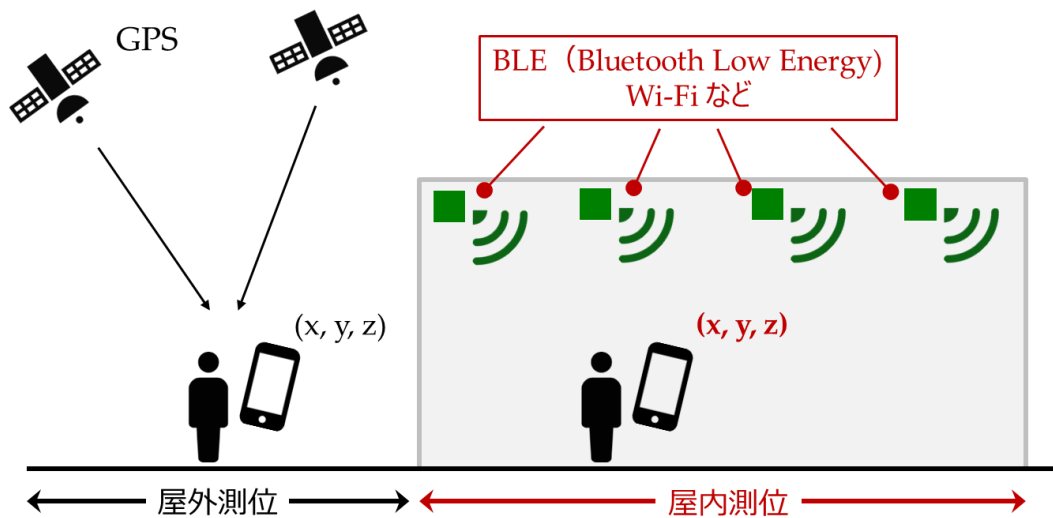 GPS
BLE（Bluetooth Low Energy)
Wi-Fi など
(x, y, z)
(x, y, z)
屋外測位
屋内測位